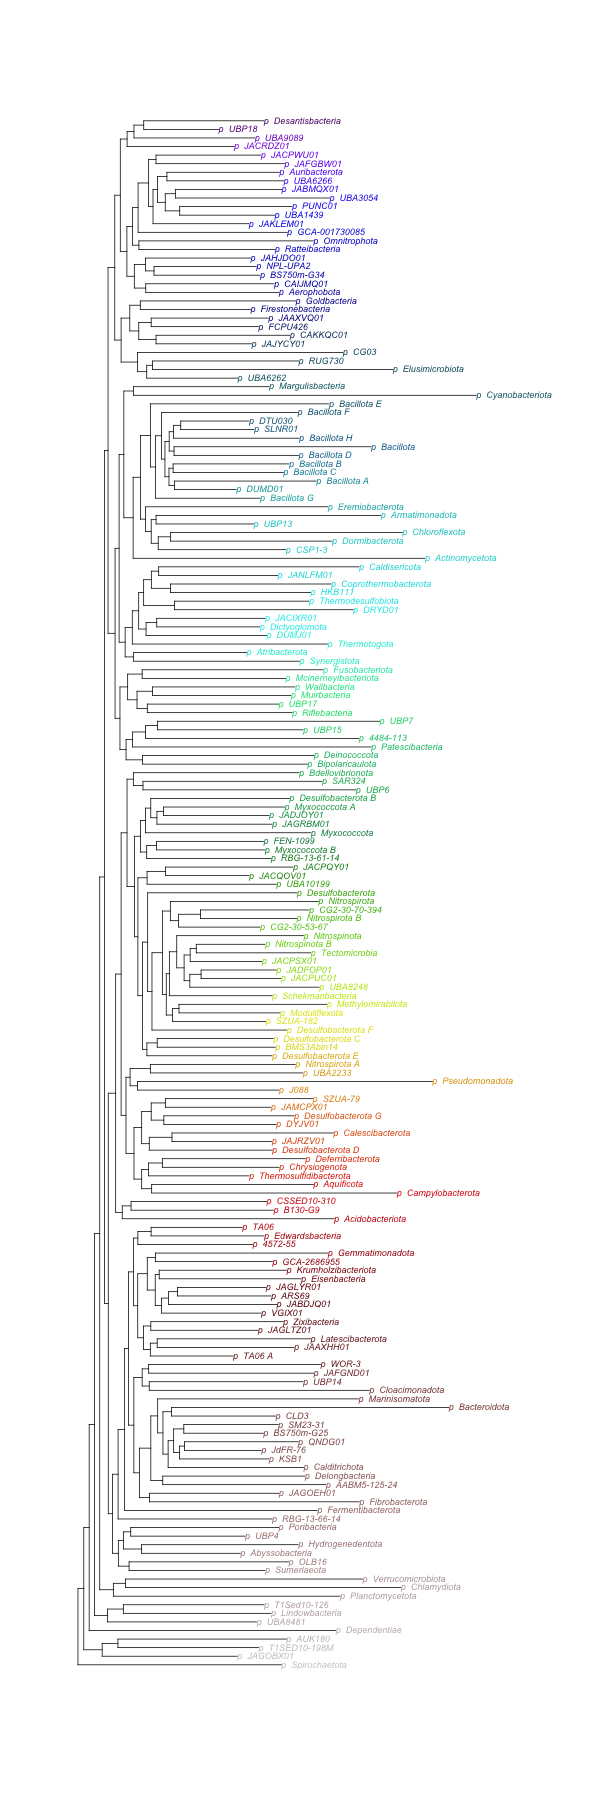 p Desantisbacteria
p UBP18
p UBA9089
p JACRDZ01
p JACPWU01
p JAFGBW01
p Auribacterota
p UBA6266
p JABMQX01
p UBA3054
p PUNC01
p UBA1439
p JAKLEM01
p GCA-001730085
p Omnitrophota
p Ratteibacteria
p JAHJDO01
p NPL-UPA2
p BS750m-G34
p CAIJMQ01
p Aerophobota
p Goldbacteria
p Firestonebacteria
p JAAXVQ01
p FCPU426
p CAKKQC01
p JAJYCY01
p CG03
p RUG730
p Elusimicrobiota
p UBA6262
p Margulisbacteria
p Cyanobacteriota
p Bacillota E
p Bacillota F
p DTU030
p SLNR01
p Bacillota H
p Bacillota
p Bacillota D
p Bacillota B
p Bacillota C
p Bacillota A
p DUMD01
p Bacillota G
p Eremiobacterota
p Armatimonadota
p UBP13
p Chloroflexota
p Dormibacterota
p CSP1-3
p Actinomycetota
p Caldisericota
p JANLFM01
p Coprothermobacterota
p HKB111
p Thermodesulfobiota
p DRYD01
p JACIXR01
p Dictyoglomota
p DUMJ01
p Thermotogota
p Atribacterota
p Synergistota
p Fusobacteriota
p Mcinerneyibacteriota
p Wallbacteria
p Muirbacteria
p UBP17
p Riflebacteria
p UBP7
p UBP15
p 4484-113
p Patescibacteria
p Deinococcota
p Bipolaricaulota
p Bdellovibrionota
p SAR324
p UBP6
p Desulfobacterota B
p Myxococcota A
p JADJOY01
p JAGRBM01
p Myxococcota
p FEN-1099
p Myxococcota B
p RBG-13-61-14
p JACPQY01
p JACQOV01
p UBA10199
p Desulfobacterota
p Nitrospirota
p CG2-30-70-394
p Nitrospirota B
p CG2-30-53-67
p Nitrospinota
p Nitrospinota B
p Tectomicrobia
p JACPSX01
p JADFOP01
p JACPUC01
p UBA8248
p Schekmanbacteria
p Methylomirabilota
p Moduliflexota
p SZUA-182
p Desulfobacterota F
p Desulfobacterota C
p BMS3Abin14
p Desulfobacterota E
p Nitrospirota A
p UBA2233
p Pseudomonadota
p J088
p SZUA-79
p JAMCPX01
p Desulfobacterota G
p DYJV01
p Calescibacterota
p JAJRZV01
p Desulfobacterota D
p Deferribacterota
p Chrysiogenota
p Thermosulfidibacterota
p Aquificota
p Campylobacterota
p CSSED10-310
p B130-G9
p Acidobacteriota
p TA06
p Edwardsbacteria
p 4572-55
p Gemmatimonadota
p GCA-2686955
p Krumholzibacteriota
p Eisenbacteria
p JAGLYR01
p ARS69
p JABDJQ01
p VGIX01
p Zixibacteria
p JAGLTZ01
p Latescibacterota
p JAAXHH01
p TA06 A
p WOR-3
p JAFGND01
p UBP14
p Cloacimonadota
p Marinisomatota
p Bacteroidota
p CLD3
p SM23-31
p BS750m-G25
p QNDG01
p JdFR-76
p KSB1
p Calditrichota
p Delongbacteria
p AABM5-125-24
p JAGOEH01
p Fibrobacterota
p Fermentibacterota
p RBG-13-66-14
p Poribacteria
p UBP4
p Hydrogenedentota
p Abyssobacteria
p OLB16
p Sumerlaeota
p Verrucomicrobiota
p Chlamydiota
p Planctomycetota
p T1Sed10-126
p Lindowbacteria
p UBA8481
p Dependentiae
p AUK180
p T1SED10-198M
p JAGOBX01
p Spirochaetota